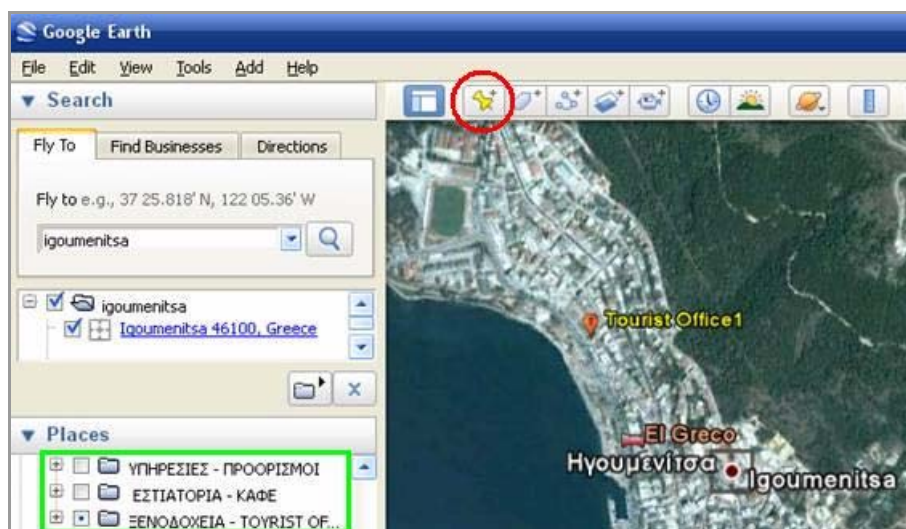 Google Earth
File Edit View Tools Add Help
Search
Fly To Find Businesses Directions
Fly to e.g., 37 25.818' N, 122 05.36' W
igoumenitsa
igoumenitsa
Igoumenitsa 46100, Greece
Places
ΥΠΗΡΕΣΙΕΣ - ΠΡΟΟΡΙΣΜΟΙ
ΕΣΤΙΑΤΟΡΙΑ - ΚΑΦΕ
ΞΕΝΟΔΟΧΕΙΑ - TOYRIST OF...
Tourist Office1
El Greco
Ηγουμενίτσα
Igoumenitsa